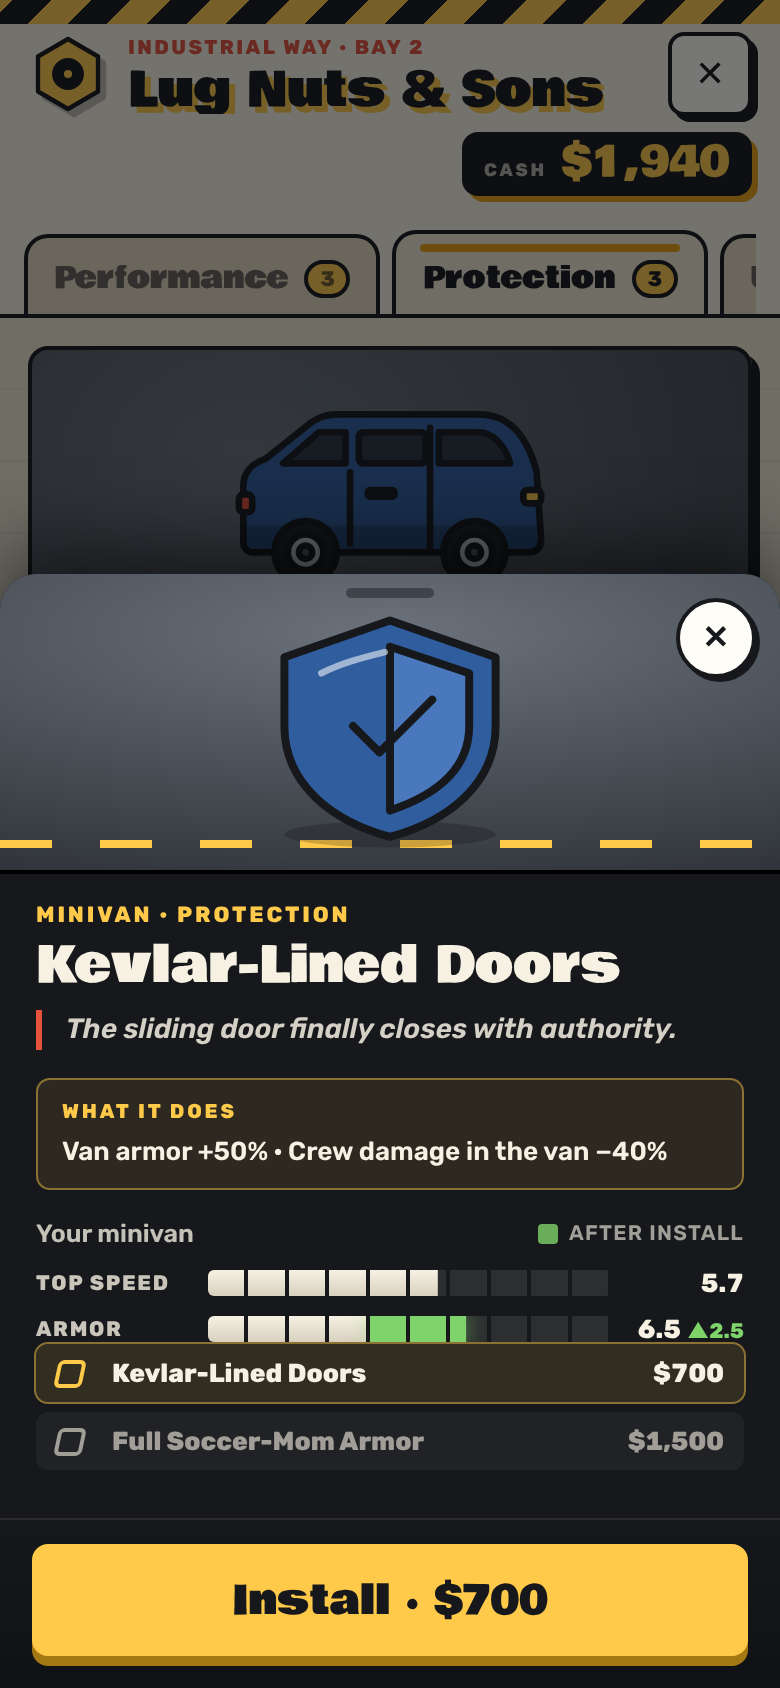 INDUSTRIAL WAY • BAY 2
Lug Nuts & Sons
×
CASH $1,940
Performance 3
Protection 3
×
MINIVAN • PROTECTION
Kevlar-Lined Doors
The sliding door finally closes with authority.
WHAT IT DOES
Van armor +50% • Crew damage in the van −40%
Your minivan
AFTER INSTALL
TOP SPEED 5.7
ARMOR 6.5 ▲2.5
Kevlar-Lined Doors $700
Full Soccer-Mom Armor $1,500
Install · $700